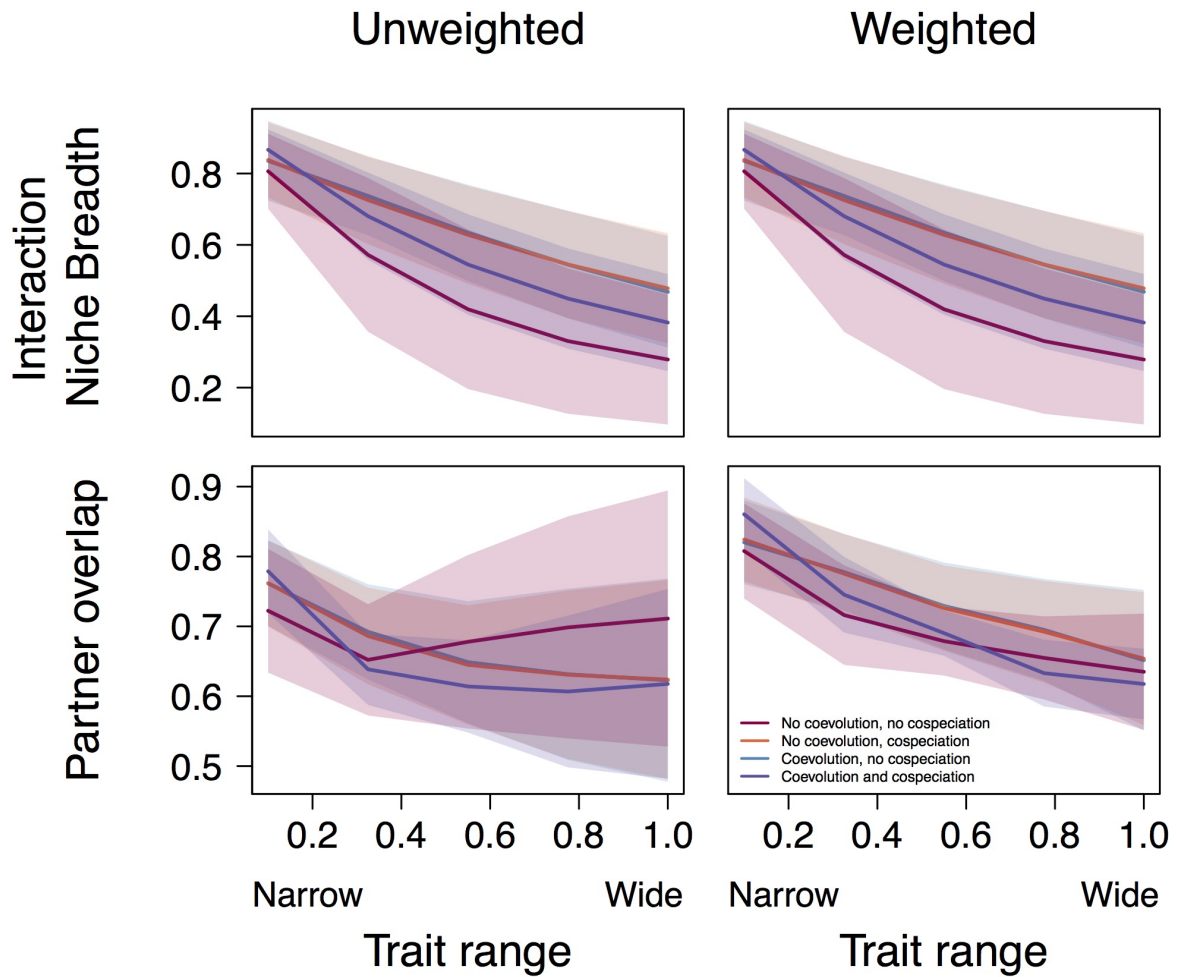 Unweighted
Weighted
Interaction
Niche Breadth
0.8
0.6
0.4
0.2
Partner overlap
0.9
0.8
0.7
0.6
0.5
No coevolution, no cospeciation
No coevolution, cospeciation
Coevolution, no cospeciation
Coevolution and cospeciation
0.2 0.4 0.6 0.8 1.0
0.2 0.4 0.6 0.8 1.0
Narrow Wide
Narrow Wide
Trait range
Trait range